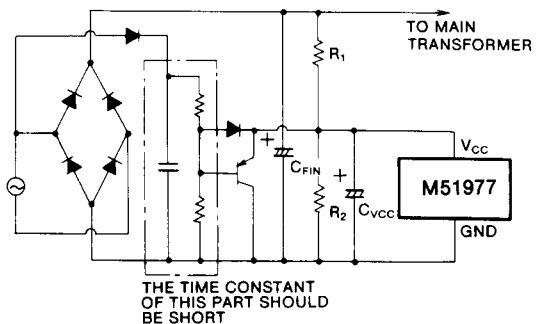 TO MAIN
TRANSFORMER
R1
VCC
+
CFIN
+
M51977
R2
CVCC
GND
THE TIME CONSTANT
OF THIS PART SHOULD
BE SHORT